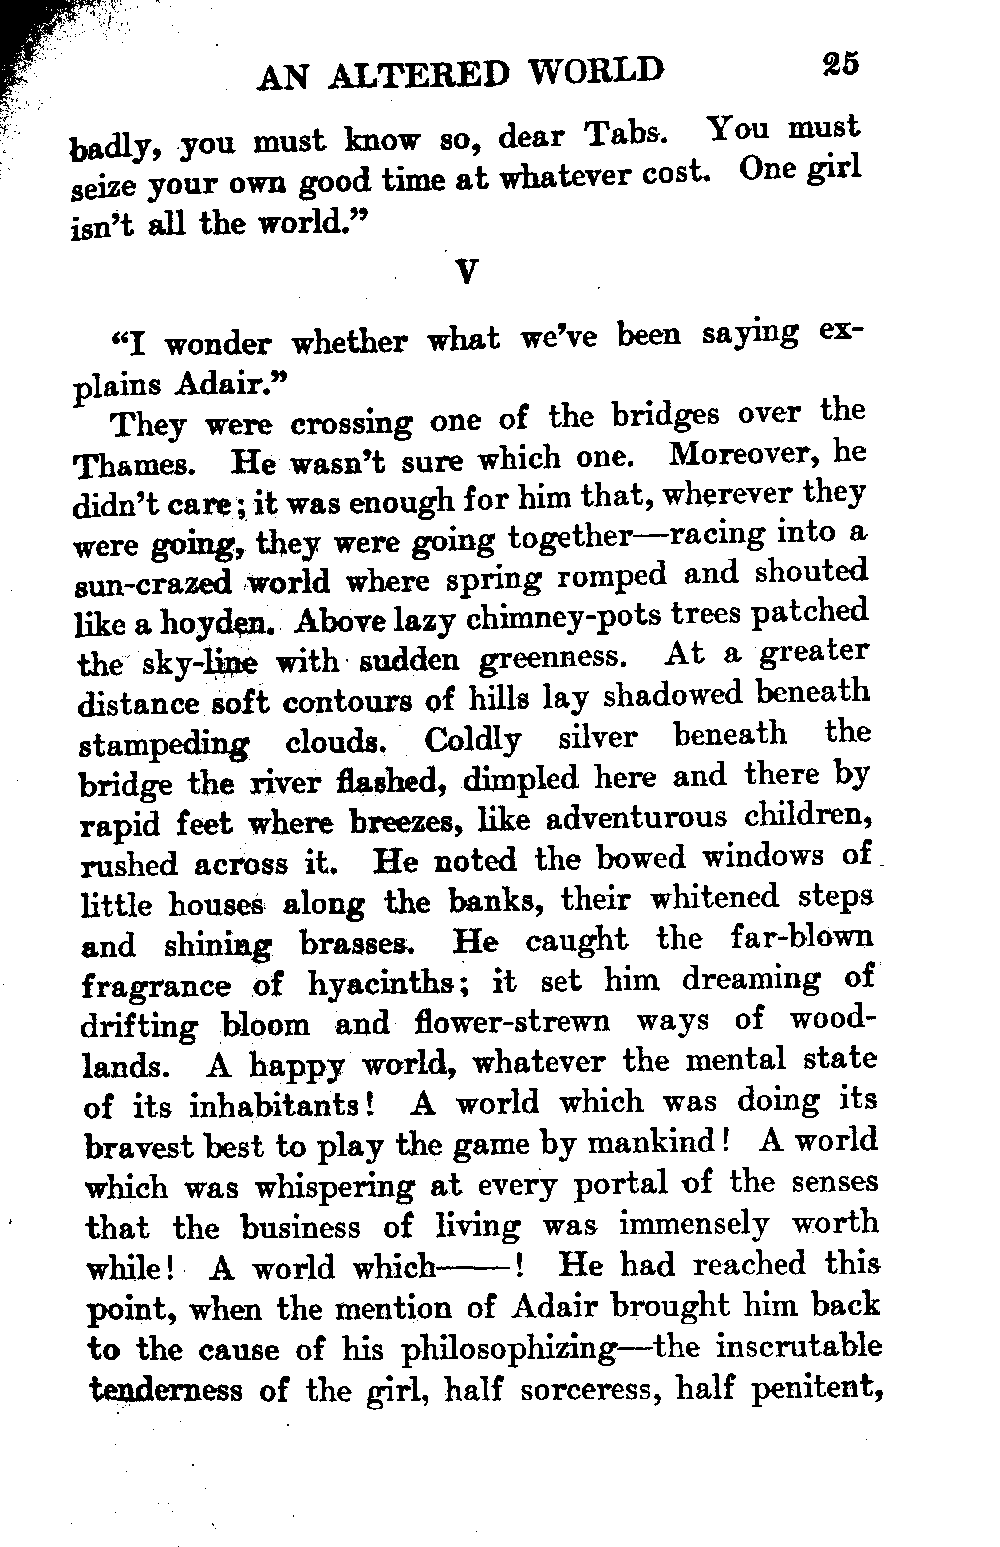 AN ALTERED WORLD 25
badly, you must know so, dear Tabs. You must
seize your own good time at whatever cost. One girl
isn't all the world."
V
"I wonder whether what we've been saying ex-
plains Adair."
They were crossing one of the bridges over the
Thames. He wasn't sure which one. Moreover, he
didn't care; it was enough for him that, wherever they
were going, they were going together—racing into a
sun-crazed world where spring romped and shouted
like a hoyden. Above lazy chimney-pots trees patched
the sky-line with sudden greenness. At a greater
distance soft contours of hills lay shadowed beneath
stampeding clouds. Coldly silver beneath the
bridge the river flashed, dimpled here and there by
rapid feet where breezes, like adventurous children,
rushed across it. He noted the bowed windows of
little houses along the banks, their whitened steps
and shining brasses. He caught the far-blown
fragrance of hyacinths; it set him dreaming of
drifting bloom and flower-strewn ways of wood-
lands. A happy world, whatever the mental state
of its inhabitants! A world which was doing its
bravest best to play the game by mankind! A world
which was whispering at every portal of the senses
that the business of living was immensely worth
while! A world which——! He had reached this
point, when the mention of Adair brought him back
to the cause of his philosophizing—the inscrutable
tenderness of the girl, half sorceress, half penitent,